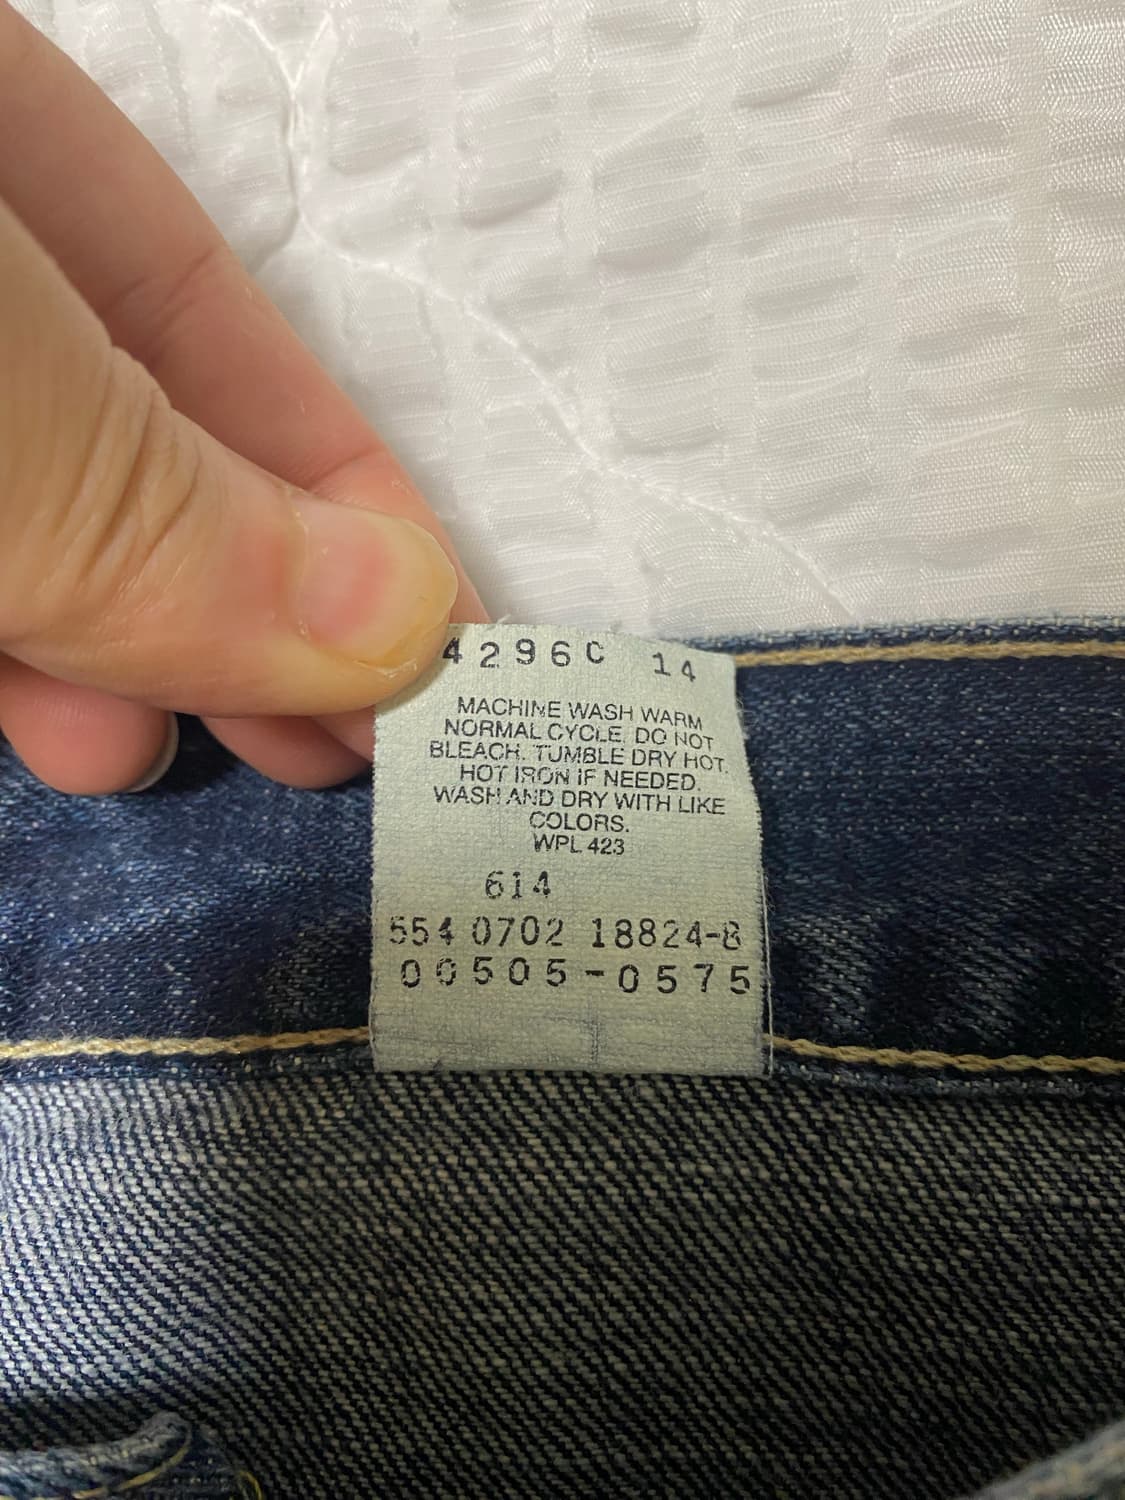 4296C 14
MACHINE WASH WARM
NORMAL CYCLE. DO NOT
BLEACH. TUMBLE DRY HOT.
HOT IRON IF NEEDED.
WASH AND DRY WITH LIKE
COLORS.
WPL 423
614
554 0702 18824-8
00505-0575